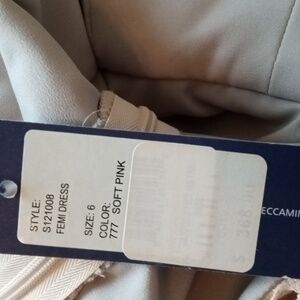 STYLE:
S121008
FEMI DRESS
SIZE: 6
COLOR:
777 SOFT PINK